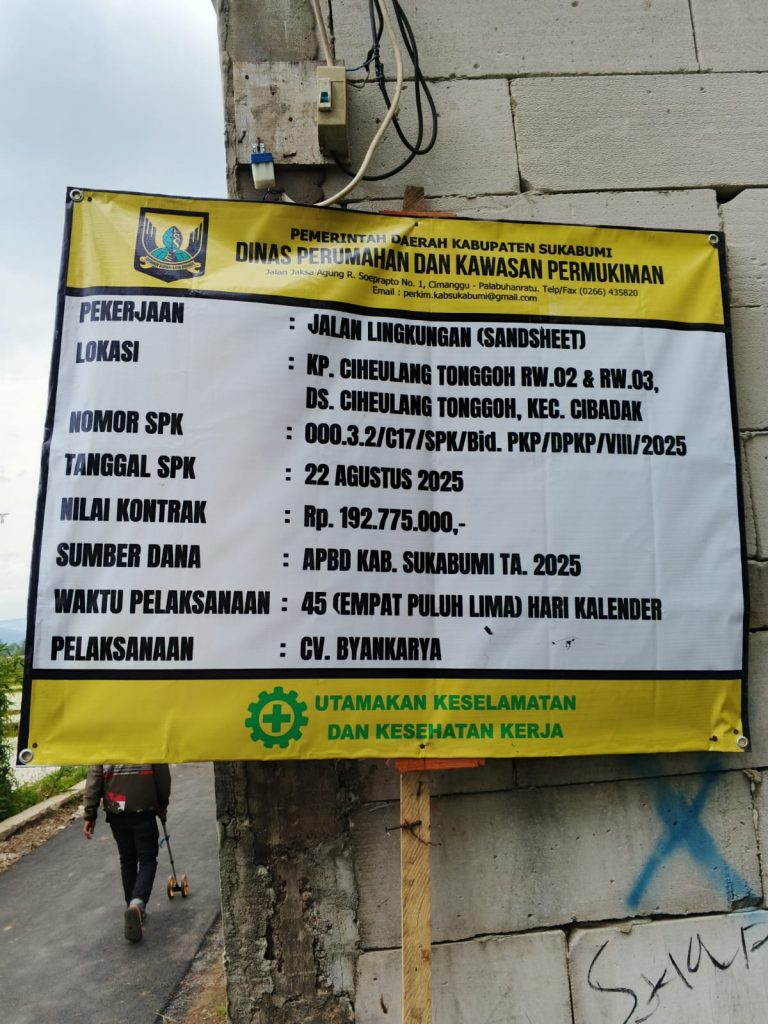 PEMERINTAH DAERAH KABUPATEN SUKABUMI
DINAS PERUMAHAN DAN KAWASAN PERMUKIMAN
Jalan Jaksa Agung R. Soeprapto No. 1, Cimanggu - Palabuhanratu. Telp/Fax (0266) 435820
Email : perkim.kabsukabumi@gmail.com
PEKERJAAN : JALAN LINGKUNGAN (SANDSHEET)
LOKASI : KP. CIHEULANG TONGGOH RW.02 & RW.03,
DS. CIHEULANG TONGGOH, KEC. CIBADAK
NOMOR SPK : 000.3.2/C17/SPK/Bid. PKP/DPKP/VIII/2025
TANGGAL SPK : 22 AGUSTUS 2025
NILAI KONTRAK : Rp. 192.775.000,-
SUMBER DANA : APBD KAB. SUKABUMI TA. 2025
WAKTU PELAKSANAAN : 45 (EMPAT PULUH LIMA) HARI KALENDER
PELAKSANAAN : CV. BYANKARYA
UTAMAKAN KESELAMATAN
DAN KESEHATAN KERJA